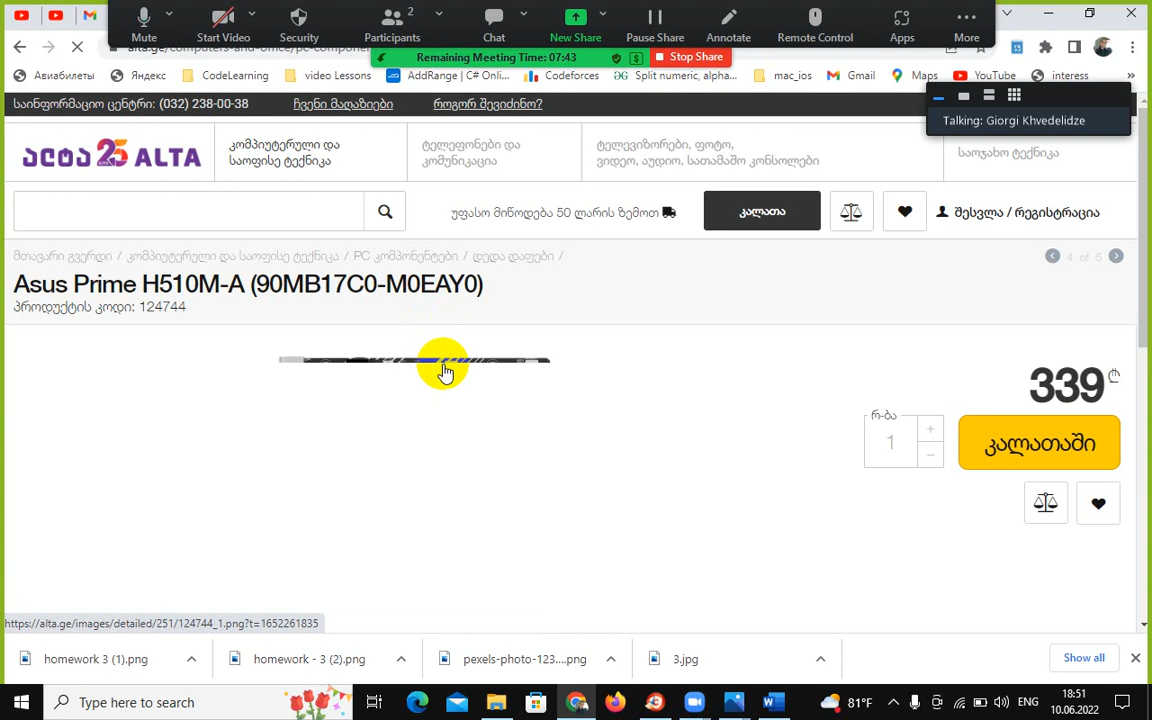 Mute
Start Video
Security
Participants
2
Chat
New Share
Pause Share
Annotate
Remote Control
Apps
More
Remaining Meeting Time: 07:43
Stop Share
Авиабилеты
Яндекс
CodeLearning
video Lessons
AddRange | C# Onli...
Codeforces
Split numeric, alpha...
mac_ios
Gmail
Maps
YouTube
interess
»
Talking: Giorgi Khvedelidze
საინფორმაციო ცენტრი: (032) 238-00-38
ჩვენი მაღაზიები
როგორ შევიძინო?
ალტა 25 ALTA
კომპიუტერული და
საოფისე ტექნიკა
ტელეფონები და
კომუნიკაცია
ტელევიზორები, ფოტო,
ვიდეო, აუდიო, სათამაშო კონსოლები
საოჯახო ტექნიკა
უფასო მიწოდება 50 ლარის ზემოთ
კალათა
შესვლა / რეგისტრაცია
მთავარი გვერდი / კომპიუტერული და საოფისე ტექნიკა / PC კომპონენტები / დედა დაფები /
4 of 5
Asus Prime H510M-A (90MB17C0-M0EAY0)
პროდუქტის კოდი: 124744
339 ₾
რ-ბა
1
+
−
კალათაში
https://alta.ge/images/detailed/251/124744_1.png?t=1652261835
homework 3 (1).png
homework - 3 (2).png
pexels-photo-123....png
3.jpg
Show all
Type here to search
81°F
ENG
18:51
10.06.2022